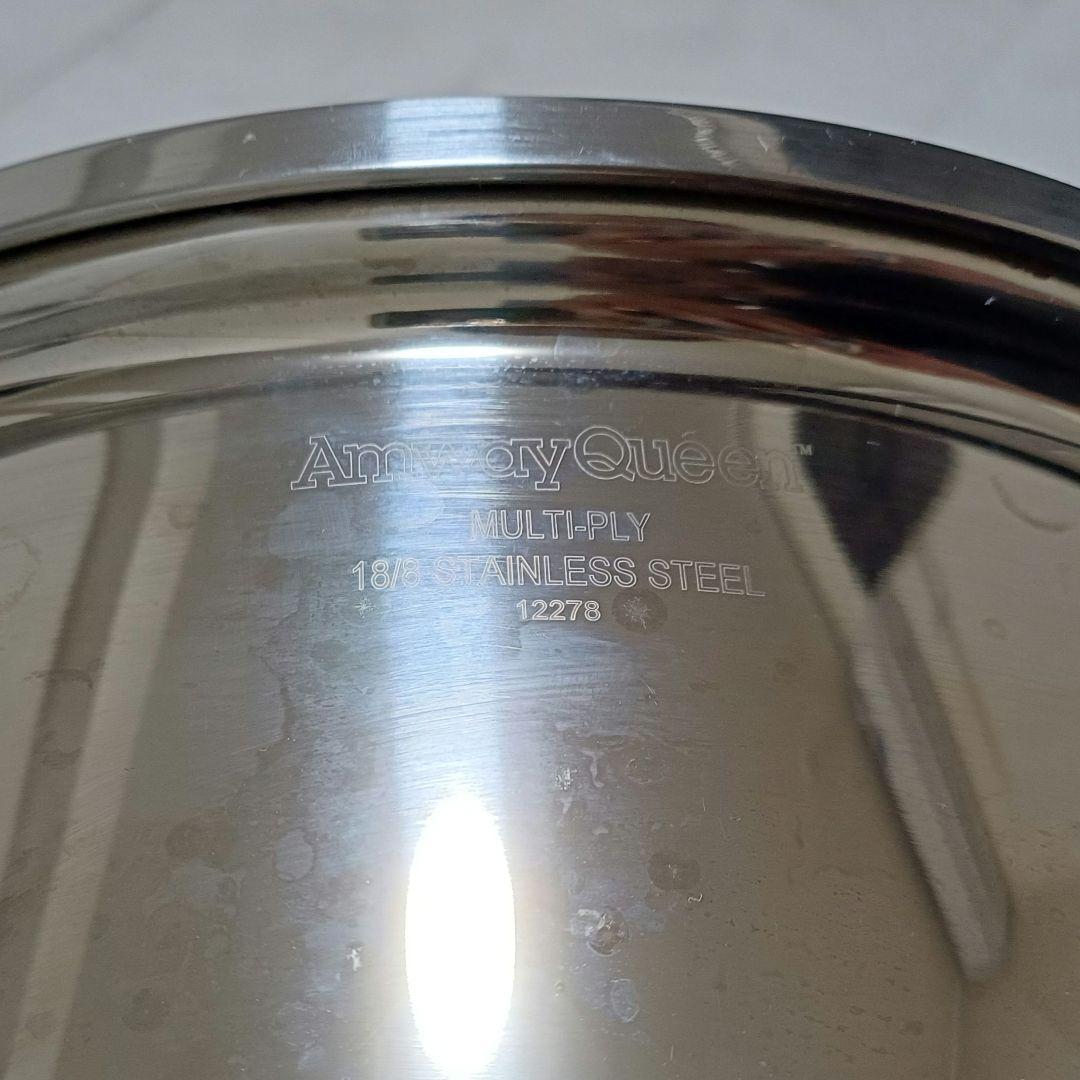 AmwayQueen™
MULTI-PLY
18/8 STAINLESS STEEL
12278